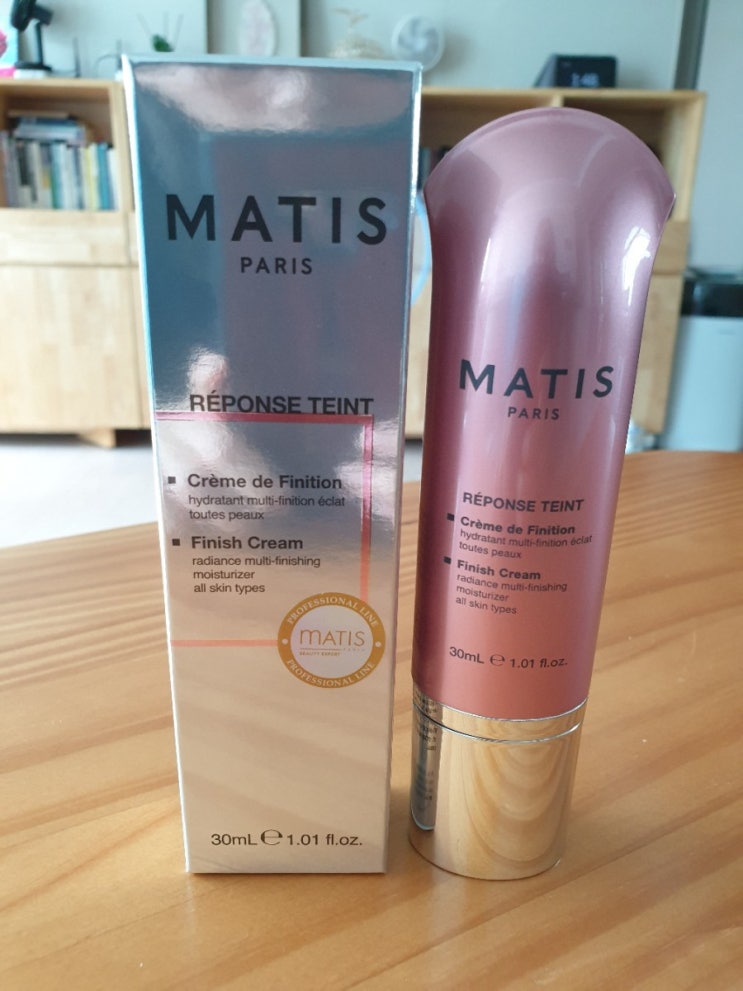 MATIS
PARIS
RÉPONSE TEINT
Crème de Finition
hydratant multi-finition éclat
toutes peaux
Finish Cream
radiance multi-finishing
moisturizer
all skin types
PROFESSIONAL LINE
maTIS
PARIS
BEAUTY EXPERT
PROFESSIONAL LINE
30mL ℮ 1.01 fl.oz.
MATIS
PARIS
RÉPONSE TEINT
Crème de Finition
hydratant multi-finition éclat
toutes peaux
Finish Cream
radiance multi-finishing
moisturizer
all skin types
30mL ℮ 1.01 fl.oz.